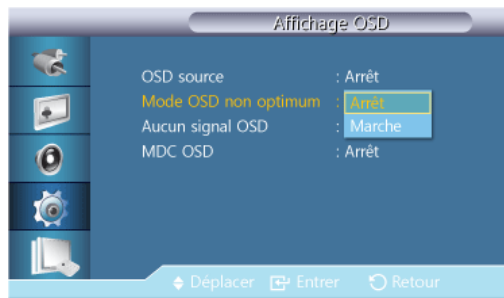 Affichage OSD
OSD source : Arrêt
Mode OSD non optimum : Arrêt
Aucun signal OSD : Marche
MDC OSD : Arrêt
Déplacer Entrer Retour